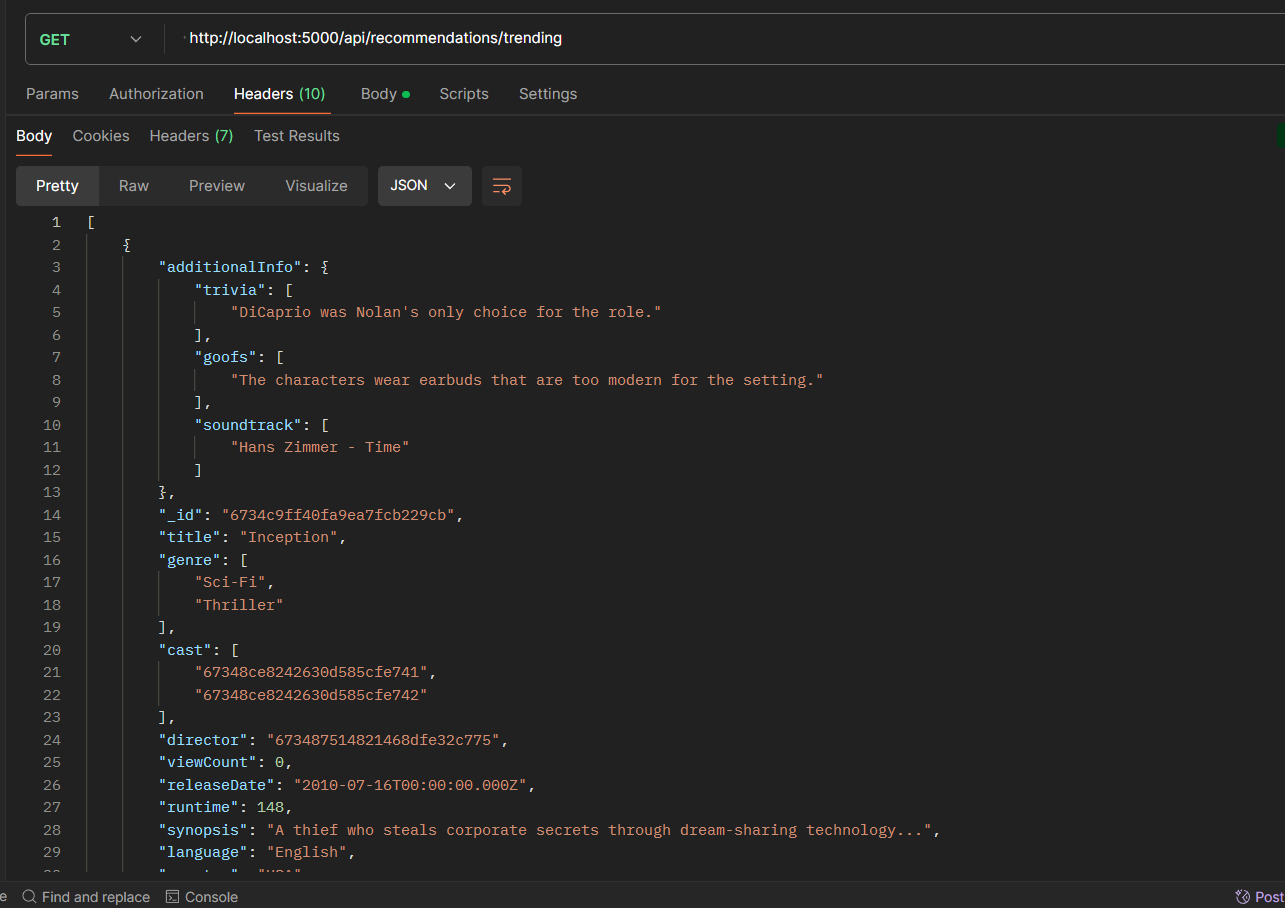 GET http://localhost:5000/api/recommendations/trending
Params Authorization Headers (10) Body Scripts Settings
Body Cookies Headers (7) Test Results
Pretty Raw Preview Visualize JSON
1 [
2 {
3 "additionalInfo": {
4 "trivia": [
5 "DiCaprio was Nolan's only choice for the role."
6 ],
7 "goofs": [
8 "The characters wear earbuds that are too modern for the setting."
9 ],
10 "soundtrack": [
11 "Hans Zimmer - Time"
12 ]
13 },
14 "_id": "6734c9ff40fa9ea7fcb229cb",
15 "title": "Inception",
16 "genre": [
17 "Sci-Fi",
18 "Thriller"
19 ],
20 "cast": [
21 "67348ce8242630d585cfe741",
22 "67348ce8242630d585cfe742"
23 ],
24 "director": "673487514821468dfe32c775",
25 "viewCount": 0,
26 "releaseDate": "2010-07-16T00:00:00.000Z",
27 "runtime": 148,
28 "synopsis": "A thief who steals corporate secrets through dream-sharing technology...",
29 "language": "English",
e Find and replace Console Post